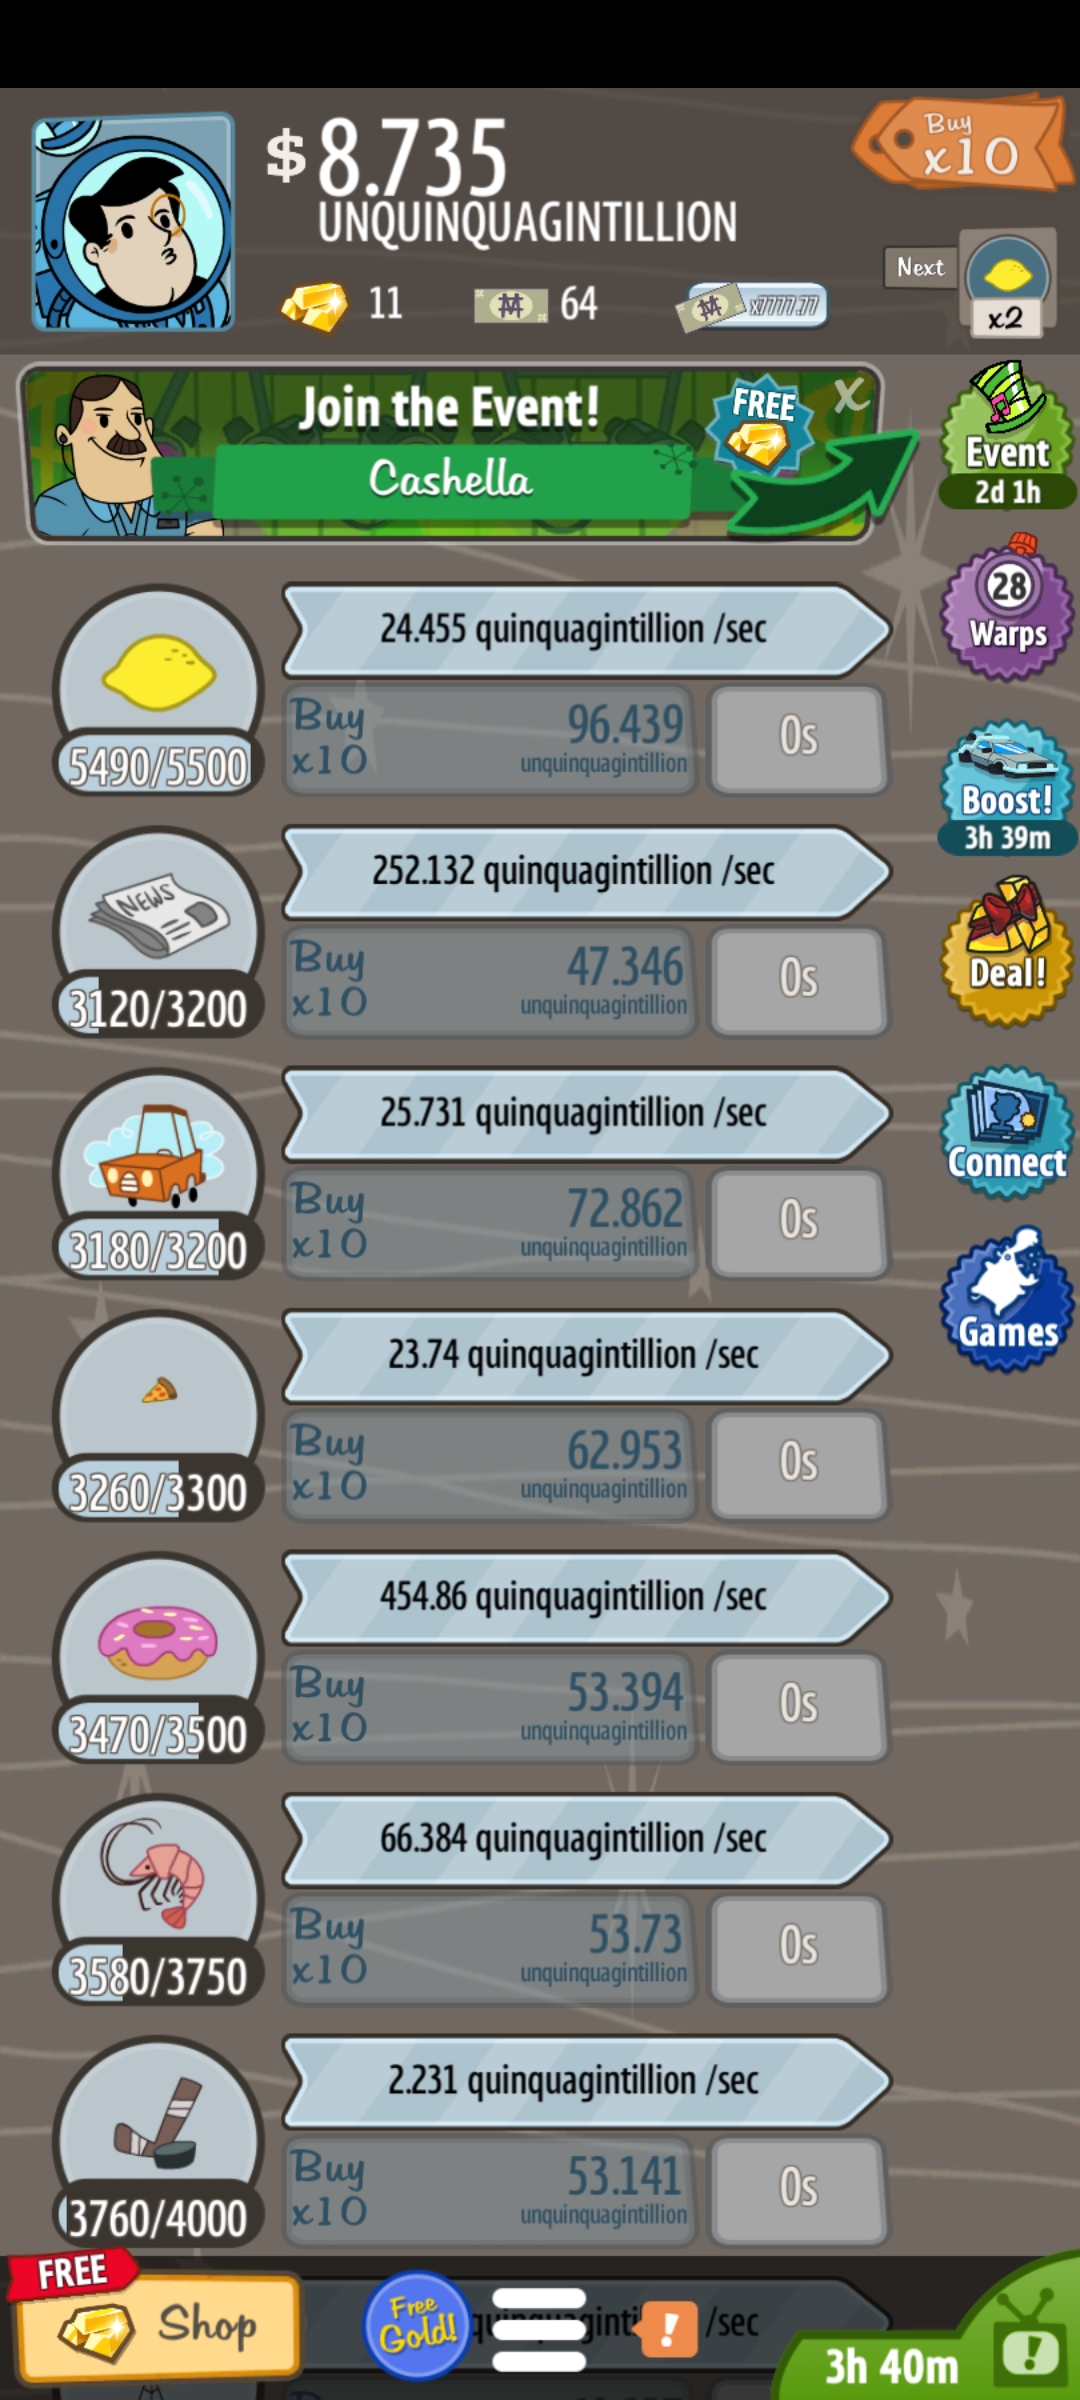 $8.735
UNQUINQUAGINTILLION
Buy
x10
11
64
x7777.77
Next
x2
Join the Event!
Cashella
FREE
X
Event
2d 1h
28
Warps
Boost!
3h 39m
Deal!
Connect
Games
24.455 quinquagintillion /sec
5490/5500
Buy
x10
96.439
unquinquagintillion
0s
NEWS
252.132 quinquagintillion /sec
3120/3200
Buy
x10
47.346
unquinquagintillion
0s
25.731 quinquagintillion /sec
3180/3200
Buy
x10
72.862
unquinquagintillion
0s
23.74 quinquagintillion /sec
3260/3300
Buy
x10
62.953
unquinquagintillion
0s
454.86 quinquagintillion /sec
3470/3500
Buy
x10
53.394
unquinquagintillion
0s
66.384 quinquagintillion /sec
3580/3750
Buy
x10
53.73
unquinquagintillion
0s
2.231 quinquagintillion /sec
3760/4000
Buy
x10
53.141
unquinquagintillion
0s
FREE
Shop
Free
Gold!
!
/sec
3h 40m
!